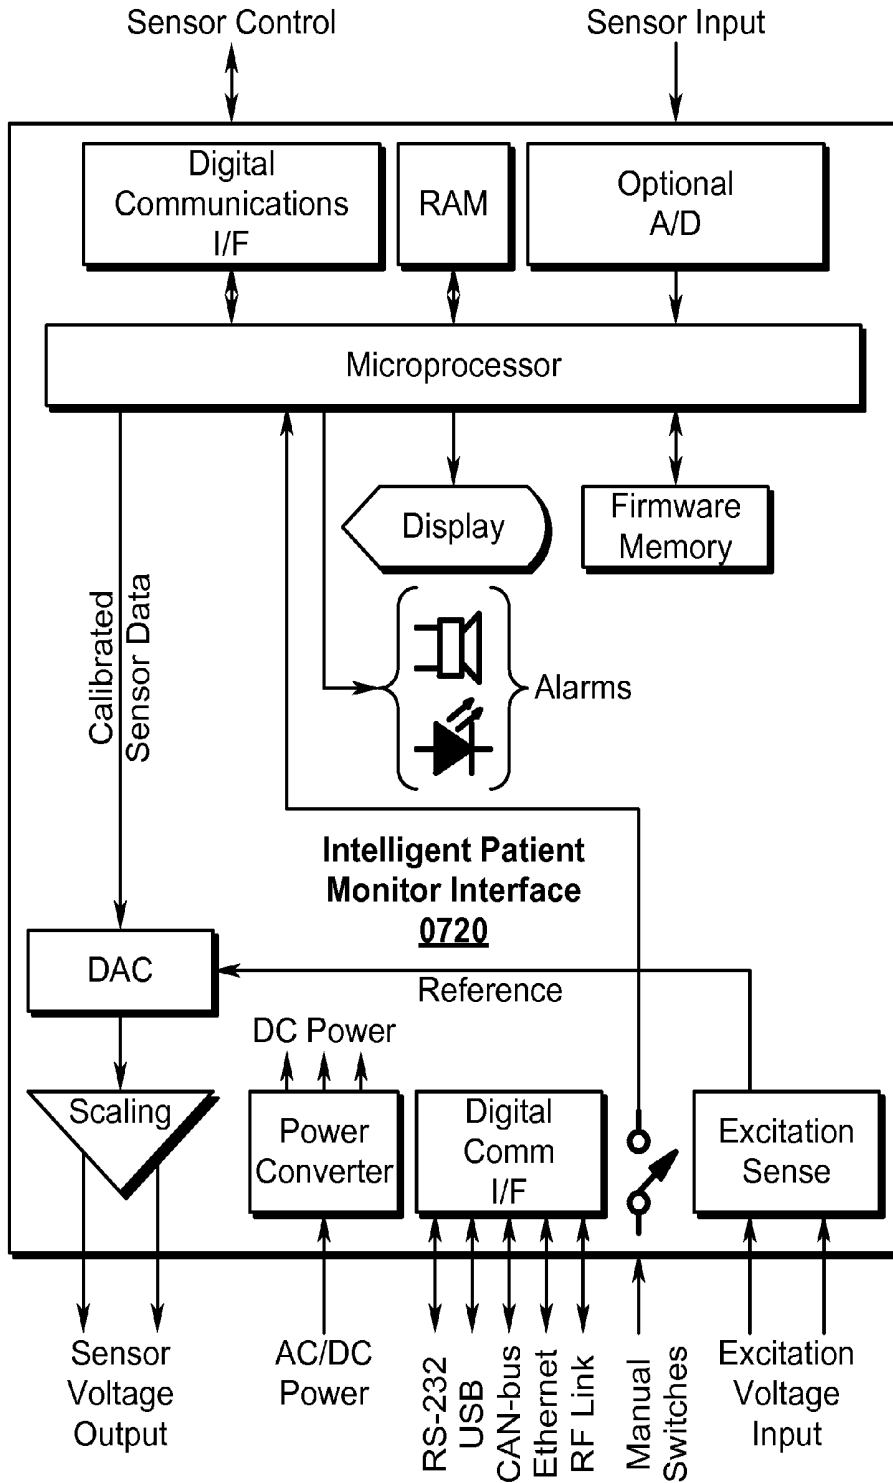 Sensor Control
Sensor Input
Digital
Communications
I/F
RAM
Optional
A/D
Microprocessor
Display
Firmware
Memory
Calibrated
Sensor Data
Alarms
Intelligent Patient
Monitor Interface
0720
DAC
Reference
DC Power
Scaling
Power
Converter
Digital
Comm
I/F
Excitation
Sense
Sensor
Voltage
Output
AC/DC
Power
RS-232
USB
CAN-bus
Ethernet
RF Link
Manual
Switches
Excitation
Voltage
Input